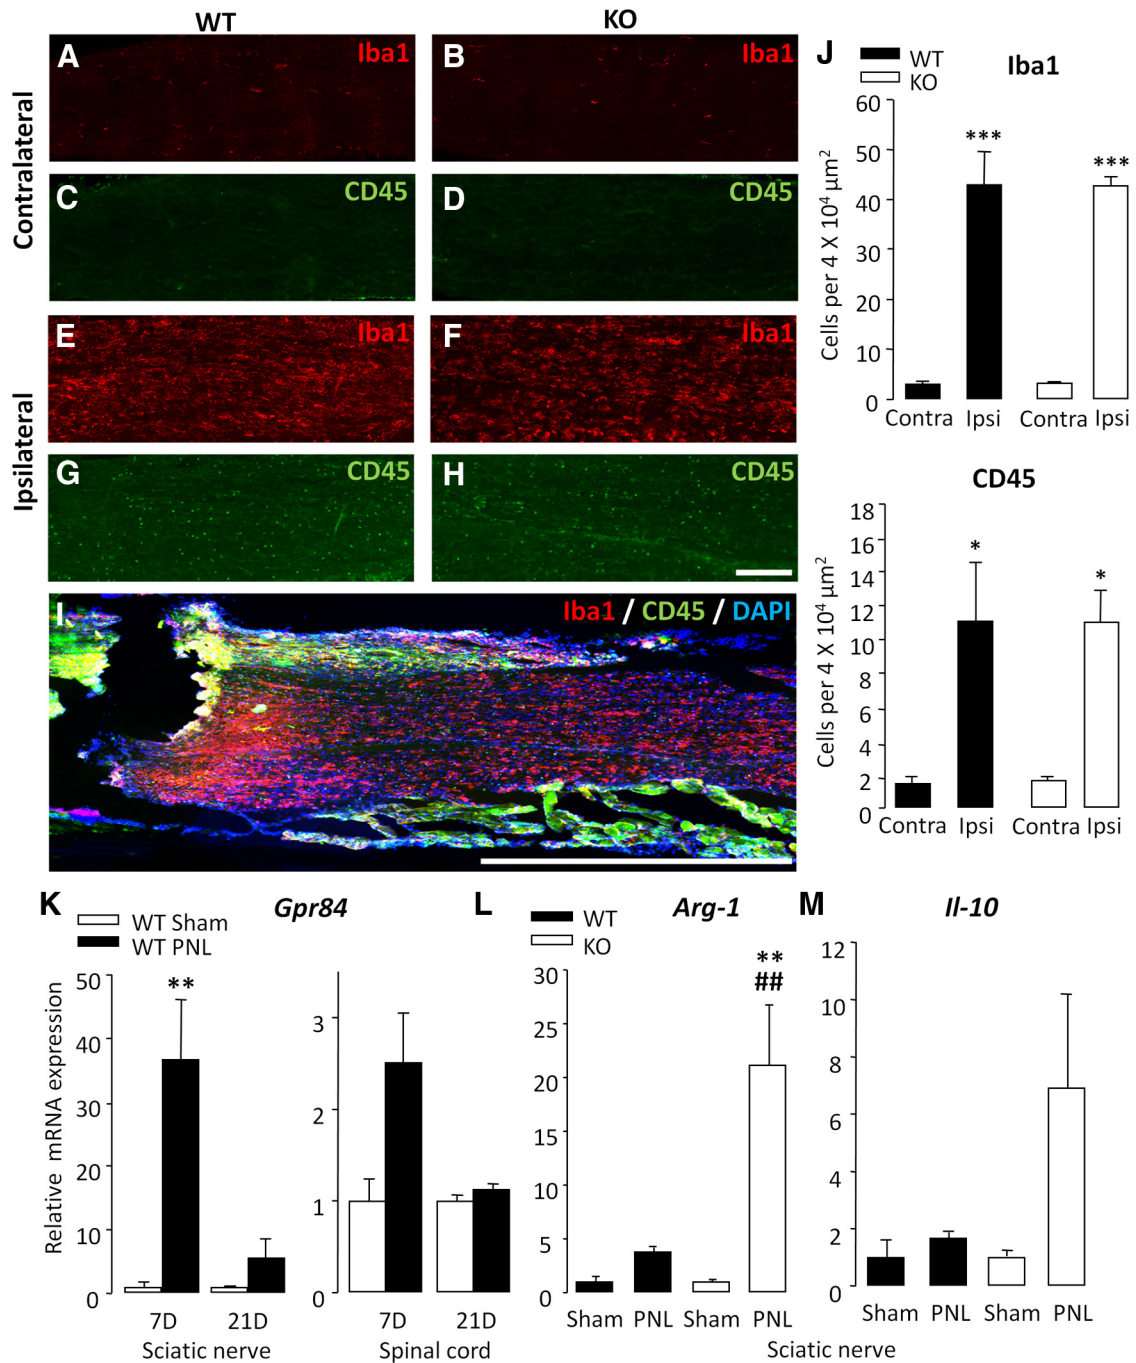 WT
KO
Contralateral
A
Iba1
B
Iba1
C
CD45
D
CD45
Ipsilateral
E
Iba1
F
Iba1
G
CD45
H
CD45
I
Iba1 / CD45 / DAPI
J
WT
KO
Iba1
Cells per 4 X 10⁴ µm²
60
50
40
30
20
10
0
***
***
Contra Ipsi Contra Ipsi
CD45
Cells per 4 X 10⁴ µm²
18
16
14
12
10
8
6
4
2
0
*
*
Contra Ipsi Contra Ipsi
K
Gpr84
WT Sham
WT PNL
Relative mRNA expression
50
40
30
20
10
0
**
7D 21D
Sciatic nerve
3
2
1
0
7D 21D
Spinal cord
L
WT
KO
Arg-1
30
25
20
15
10
5
0
**
##
Sham PNL Sham PNL
M
Il-10
12
10
8
6
4
2
0
Sham PNL Sham PNL
Sciatic nerve